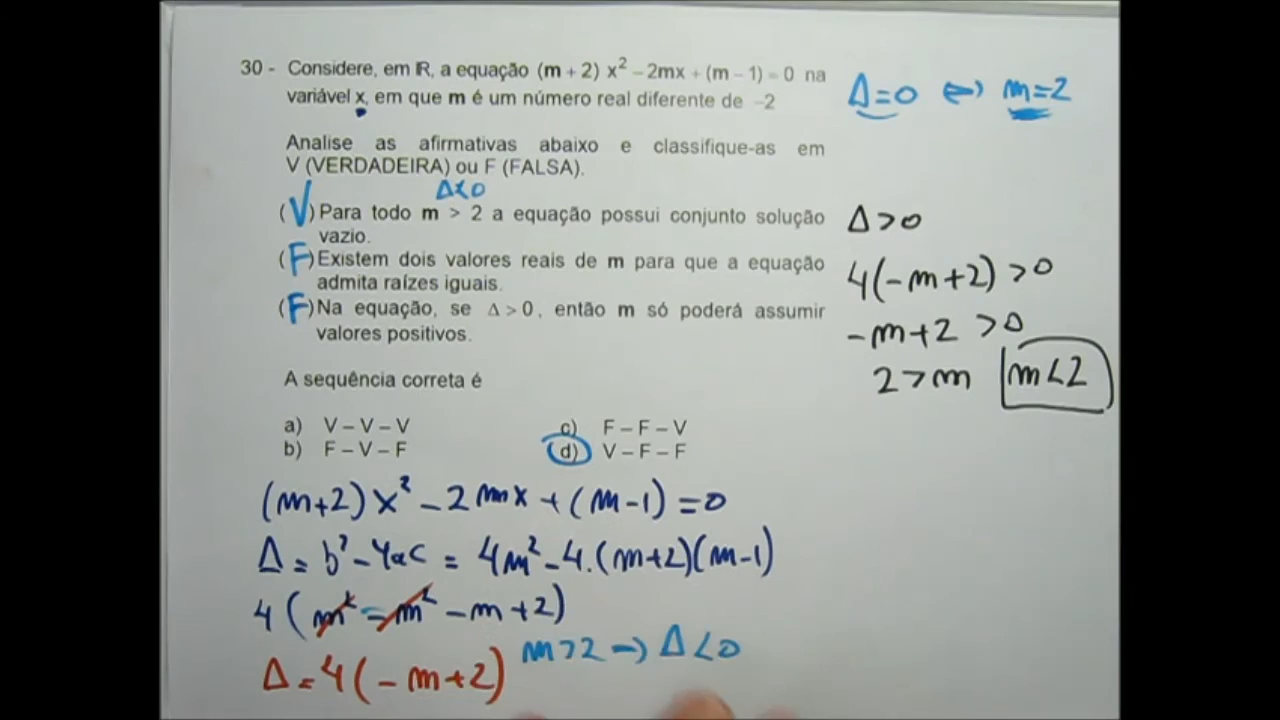 30 - Considere, em IR, a equação (m + 2) x² - 2mx + (m - 1) = 0 na
variável x, em que m é um número real diferente de -2
Analise as afirmativas abaixo e classifique-as em
V (VERDADEIRA) ou F (FALSA).
Δ<0
(V) Para todo m > 2 a equação possui conjunto solução
vazio.
(F) Existem dois valores reais de m para que a equação
admita raízes iguais.
(F) Na equação, se Δ > 0, então m só poderá assumir
valores positivos.
A sequência correta é
a) V – V – V
b) F – V – F
c) F – F – V
d) V – F – F
(m+2)x² - 2mx + (m-1) = 0
Δ = b² - 4ac = 4m² - 4.(m+2)(m-1)
4(m² - m² - m + 2)
Δ = 4(-m+2)
m>2 → Δ<0
Δ=0 ⟺ m=2
Δ>0
4(-m+2) >0
-m+2 >0
2>m m<2